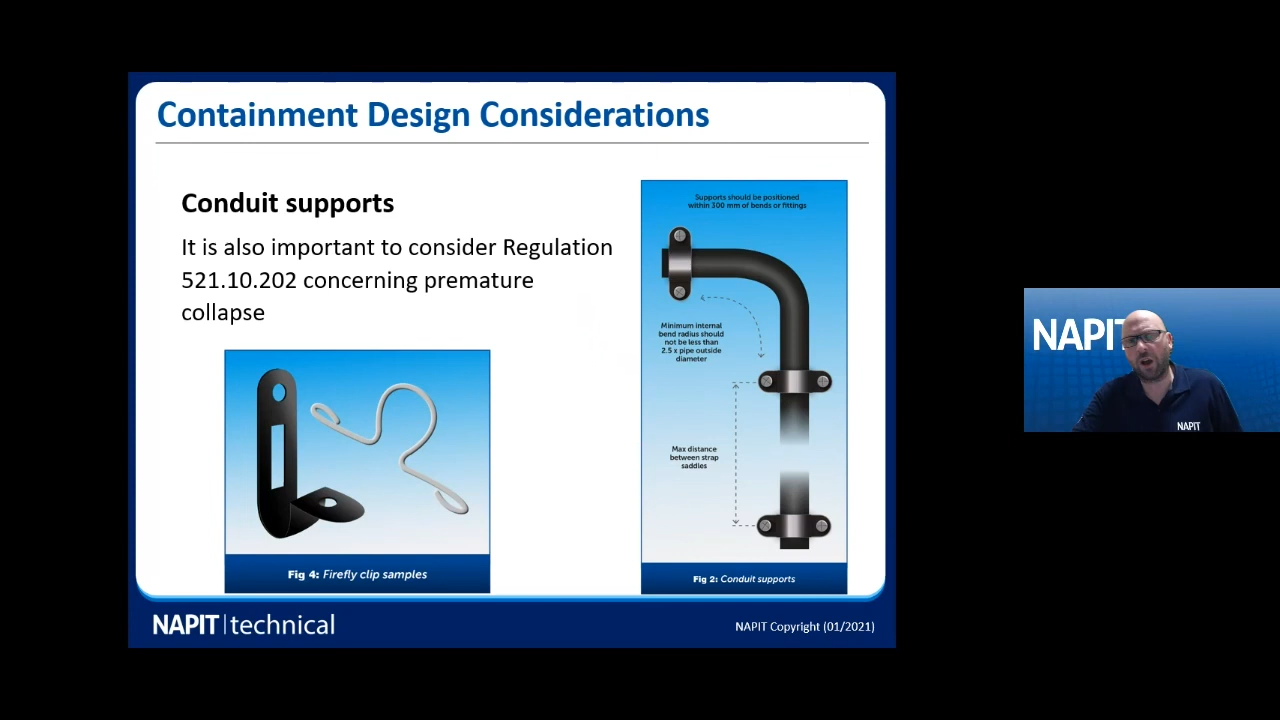 Containment Design Considerations
Conduit supports
It is also important to consider Regulation
521.10.202 concerning premature
collapse
Fig 4: Firefly clip samples
Supports should be positioned
within 300 mm of bends or fittings
Minimum internal
bend radius should
not be less than
2.5 x pipe outside
diameter
Max distance
between strap
saddles
Fig 2: Conduit supports
NAPIT | technical
NAPIT Copyright (01/2021)
NAPIT
NAPIT